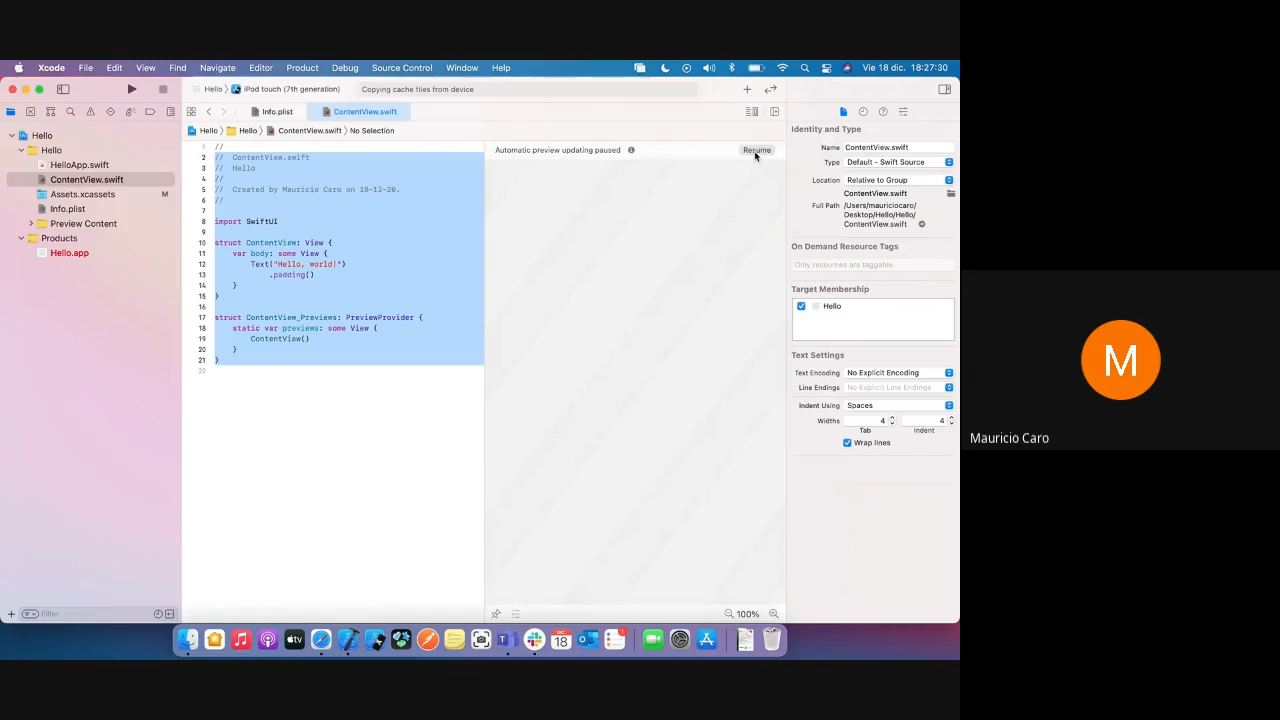 Xcode File Edit View Find Navigate Editor Product Debug Source Control Window Help Vie 18 dic. 18:27:30
Hello iPod touch (7th generation) Copying cache files from device
Info.plist ContentView.swift
Hello Hello ContentView.swift No Selection
Hello
Hello
HelloApp.swift
ContentView.swift
Assets.xcassets M
Info.plist
Preview Content
Products
Hello.app
Filter
1 //
2 // ContentView.swift
3 // Hello
4 //
5 // Created by Mauricio Caro on 18-12-20.
6 //
7
8 import SwiftUI
9
10 struct ContentView: View {
11 var body: some View {
12 Text("Hello, world!")
13 .padding()
14 }
15 }
16
17 struct ContentView_Previews: PreviewProvider {
18 static var previews: some View {
19 ContentView()
20 }
21 }
22
Automatic preview updating paused Resume
100%
Identity and Type
Name ContentView.swift
Type Default - Swift Source
Location Relative to Group
ContentView.swift
Full Path /Users/mauriciocaro/
Desktop/Hello/Hello/
ContentView.swift
On Demand Resource Tags
Only resources are taggable
Target Membership
Hello
Text Settings
Text Encoding No Explicit Encoding
Line Endings No Explicit Line Endings
Indent Using Spaces
Widths 4 4
Tab Indent
Wrap lines
DIC
18
1
tv
M
Mauricio Caro